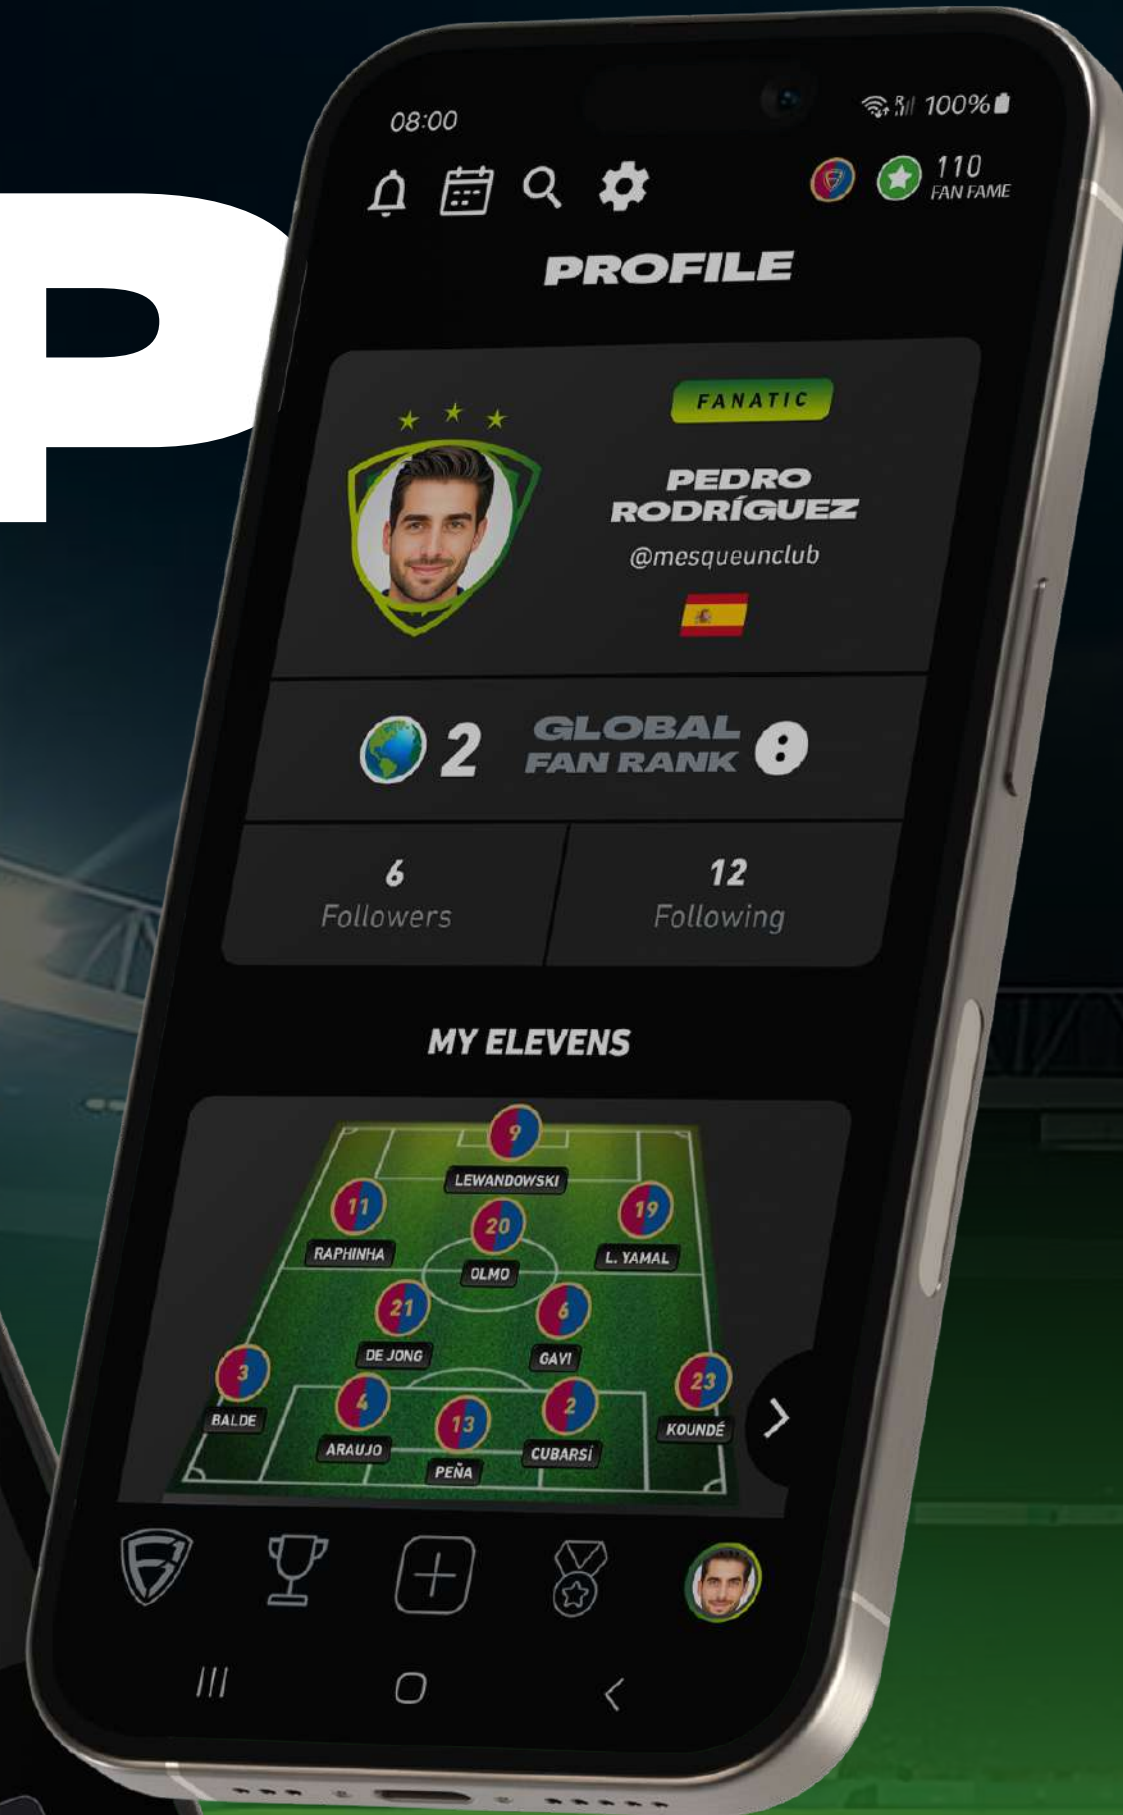 P
08:00
100%
110
FAN FAME
PROFILE
FANATIC
PEDRO
RODRÍGUEZ
@mesqueunclub
2 GLOBAL
FAN RANK
6
Followers
12
Following
MY ELEVENS
9
LEWANDOWSKI
11
RAPHINHA
20
OLMO
19
L. YAMAL
21
DE JONG
6
GAVI
3
BALDE
4
ARAUJO
13
PEÑA
2
CUBARSÍ
23
KOUNDÉ